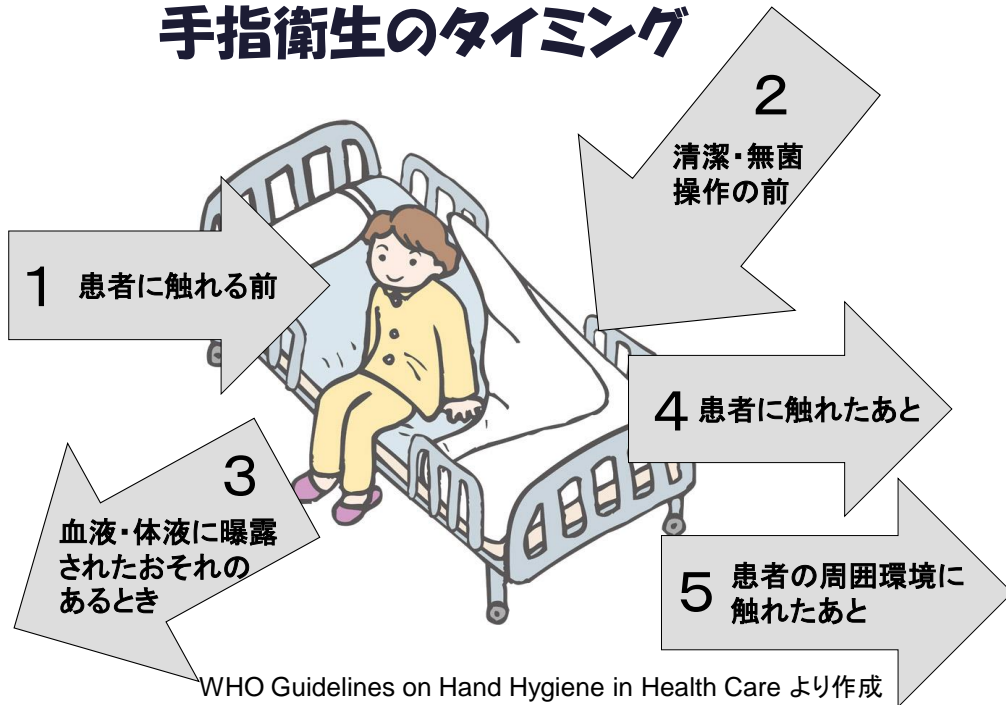 手指衛生のタイミング
1 患者に触れる前
2
清潔・無菌
操作の前
3
血液・体液に曝露
されたおそれの
あるとき
4 患者に触れたあと
5 患者の周囲環境に
触れたあと
WHO Guidelines on Hand Hygiene in Health Care より作成